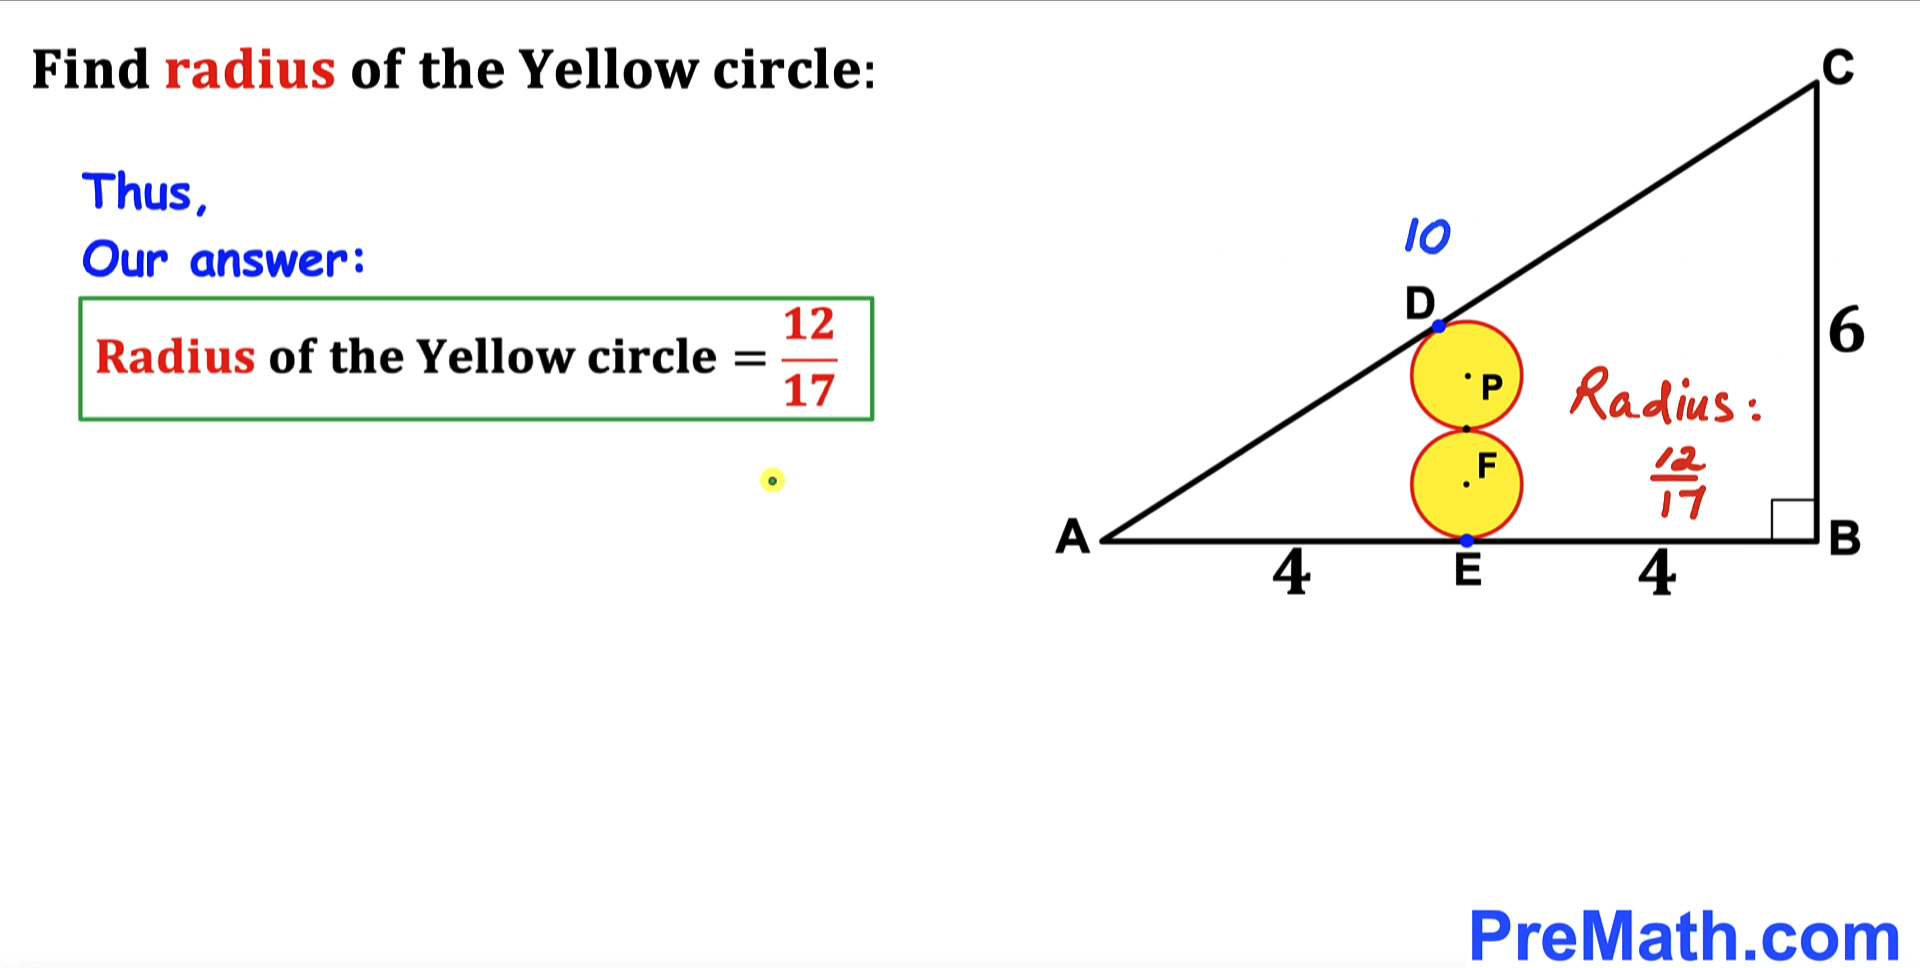 Find radius of the Yellow circle:
Thus,
Our answer:
Radius of the Yellow circle = 12/17
C
10
D
6
P
Radius:
12/17
F
A
B
4
E
4
PreMath.com